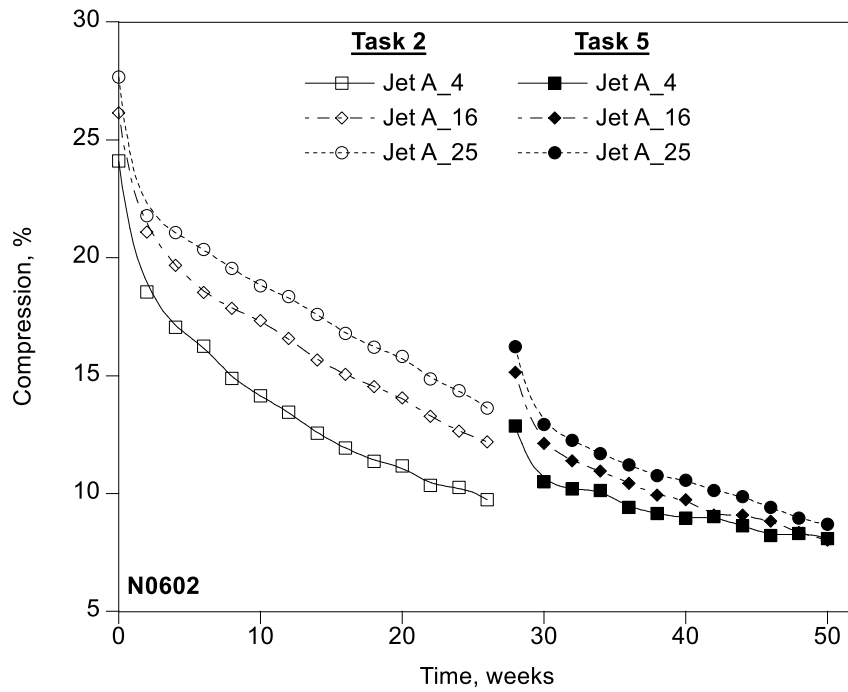 30
25
20
15
10
5
Compression, %
Task 2 Task 5
Jet A_4 Jet A_4
Jet A_16 Jet A_16
Jet A_25 Jet A_25
N0602
0 10 20 30 40 50
Time, weeks